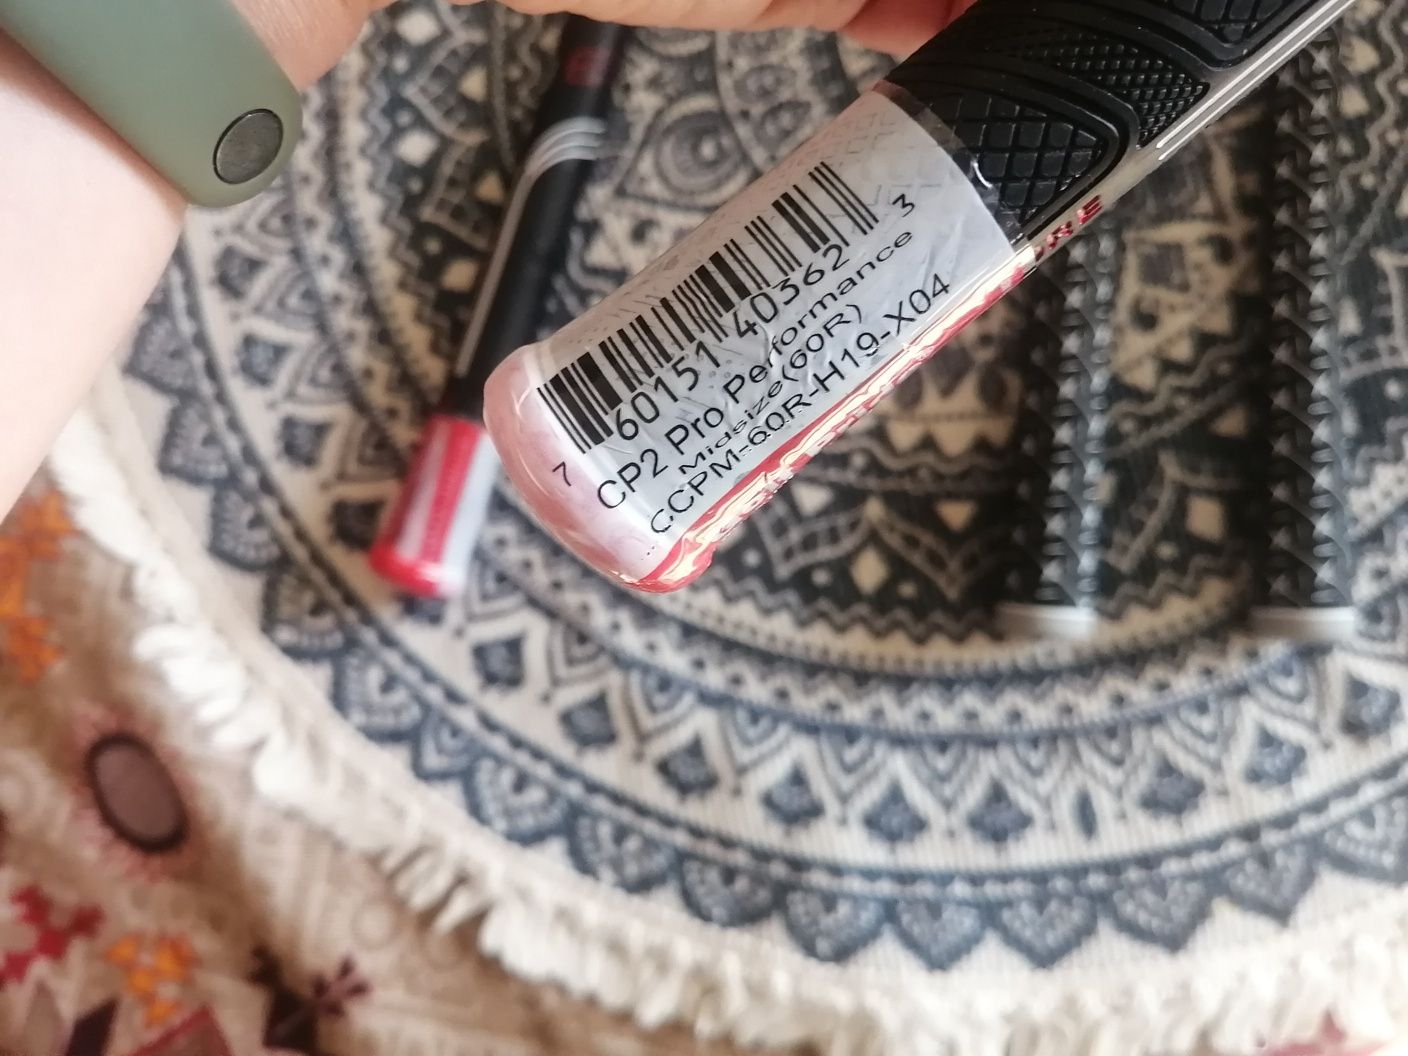 7 60151 40362 3
CP2 Pro Performance
Midsize(60R)
CCPM-60R-H19-X04